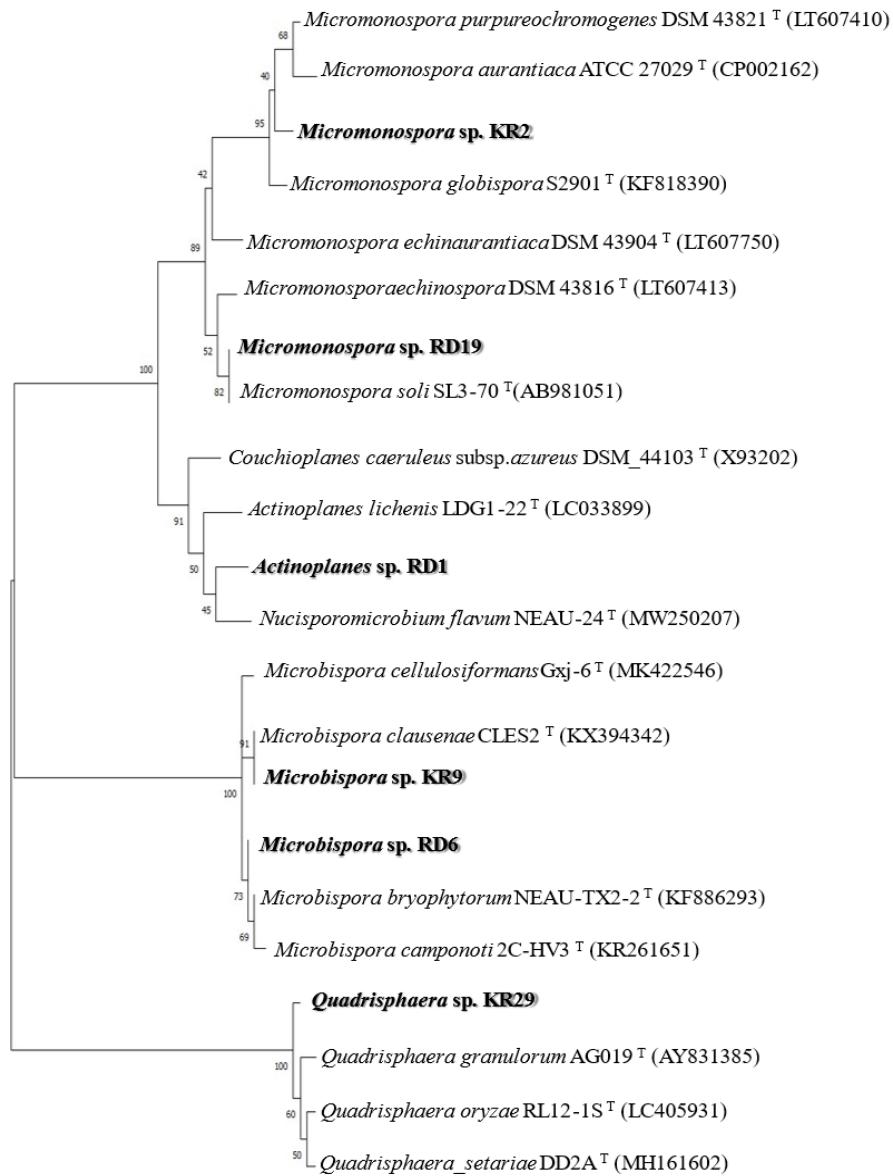 Micromonospora purpureochromogenes DSM 43821 T (LT607410)
68
Micromonospora aurantiaca ATCC 27029 T (CP002162)
40
95
Micromonospora sp. KR2
Micromonospora globispora S2901 T (KF818390)
42
Micromonospora echinaurantiaca DSM 43904 T (LT607750)
89
Micromonosporaechinospora DSM 43816 T (LT607413)
Micromonospora sp. RD19
52
100
82
Micromonospora soli SL3-70 T(AB981051)
Couchioplanes caeruleus subsp.azureus DSM_44103 T (X93202)
91
Actinoplanes lichenis LDG1-22 T (LC033899)
50
Actinoplanes sp. RD1
45
Nucisporomicrobium flavum NEAU-24 T (MW250207)
Microbispora cellulosiformansGxj-6 T (MK422546)
91
Microbispora clausenae CLES2 T (KX394342)
Microbispora sp. KR9
100
Microbispora sp. RD6
73
Microbispora bryophytorum NEAU-TX2-2 T (KF886293)
69
Microbispora camponoti 2C-HV3 T (KR261651)
Quadrisphaera sp. KR29
100
Quadrisphaera granulorum AG019 T (AY831385)
60
Quadrisphaera oryzae RL12-1S T (LC405931)
50
Quadrisphaera_setariae DD2A T (MH161602)